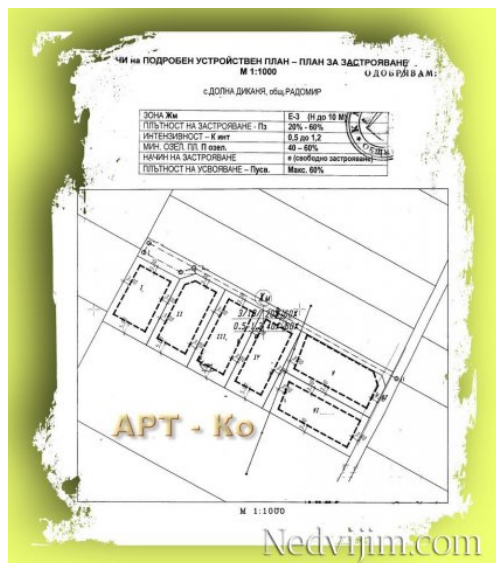 ЧИ на ПОДРОБЕН УСТРОЙСТВЕН ПЛАН – ПЛАН ЗА ЗАСТРОЯВАНЕ
М 1:1000
ОДОБРЯВАМ:
с.ДОЛНА ДИКАНЯ, общ.РАДОМИР
ЗОНА Жм Е-3 (Н до 10 М)
ПЛЪТНОСТ НА ЗАСТРОЯВАНЕ - Пз 20% - 60%
ИНТЕНЗИВНОСТ – К инт 0,5 до 1,2
МИН. ОЗЕЛ. ПЛ. П озел. 40 – 60%
НАЧИН НА ЗАСТРОЯВАНЕ е (свободно застрояване)
ПЛЪТНОСТ НА УСВОЯВАНЕ – Пусв. Макс. 60%
Жм
I
II
III
IV
V
VI
АРТ - Ко
М 1:1000
Nedvijim.com